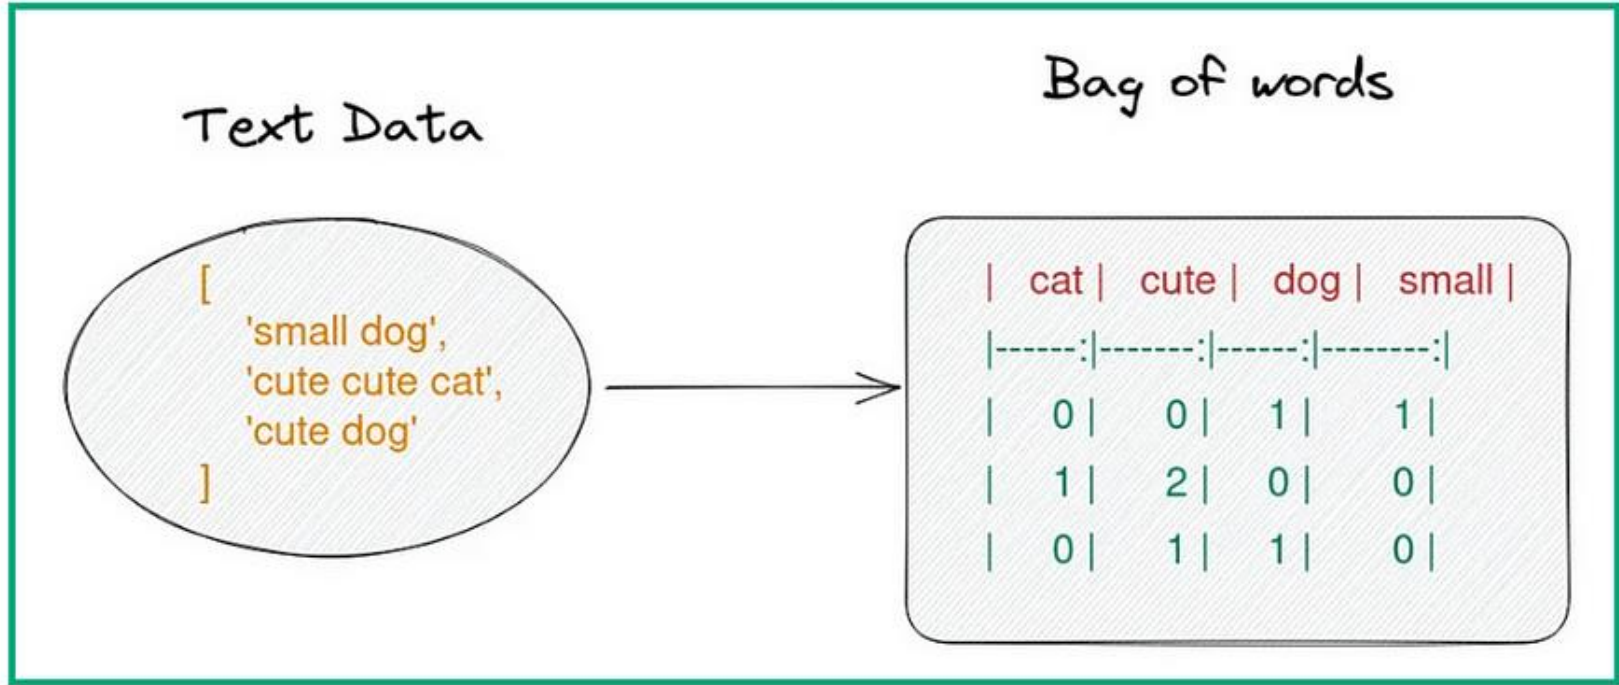 Text Data
[
'small dog',
'cute cute cat',
'cute dog'
]
Bag of words
| cat | cute | dog | small |
|------:|-------:|------:|--------:|
| 0 | 0 | 1 | 1 |
| 1 | 2 | 0 | 0 |
| 0 | 1 | 1 | 0 |